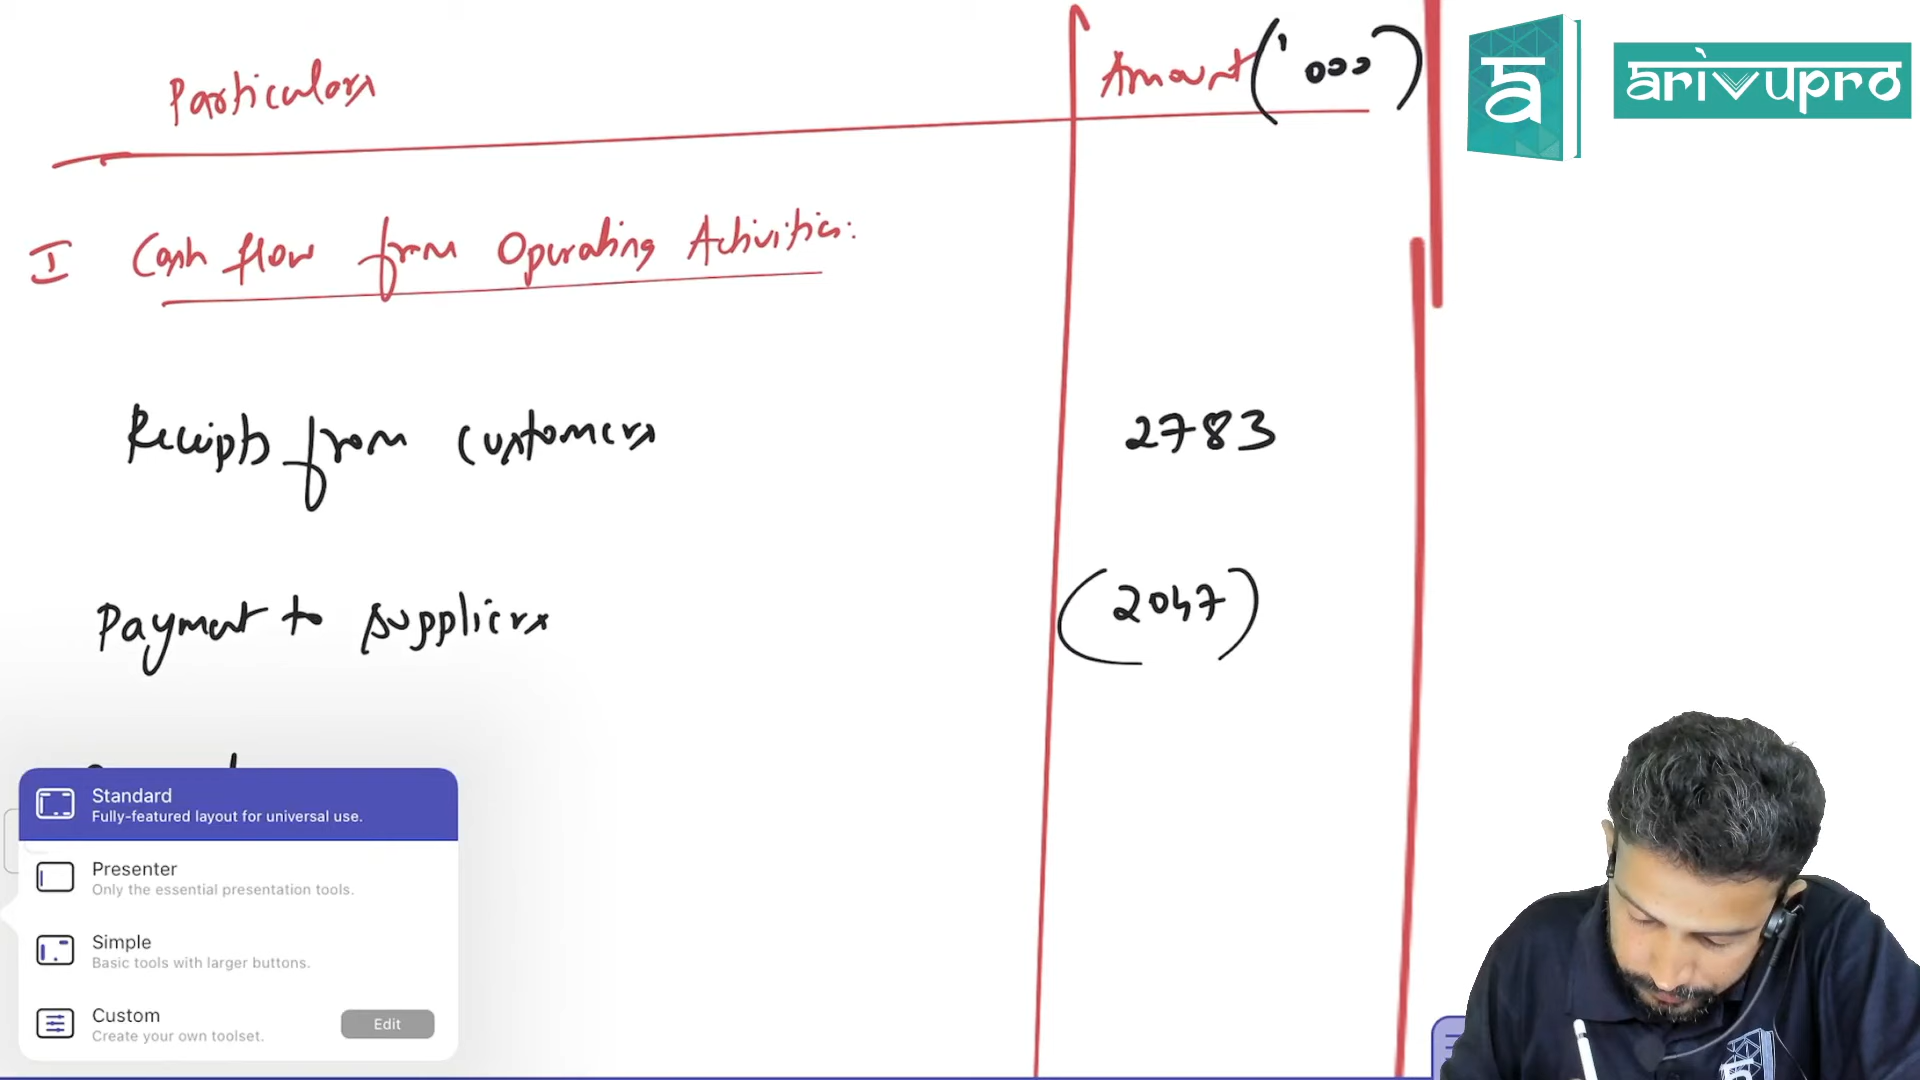 Particulars Amount ('000)
arivupro
I Cash flow from Operating Activities:
Receipts from customers 2783
Payment to suppliers (2047)
Standard
Fully-featured layout for universal use.
Presenter
Only the essential presentation tools.
Simple
Basic tools with larger buttons.
Custom
Create your own toolset.
Edit